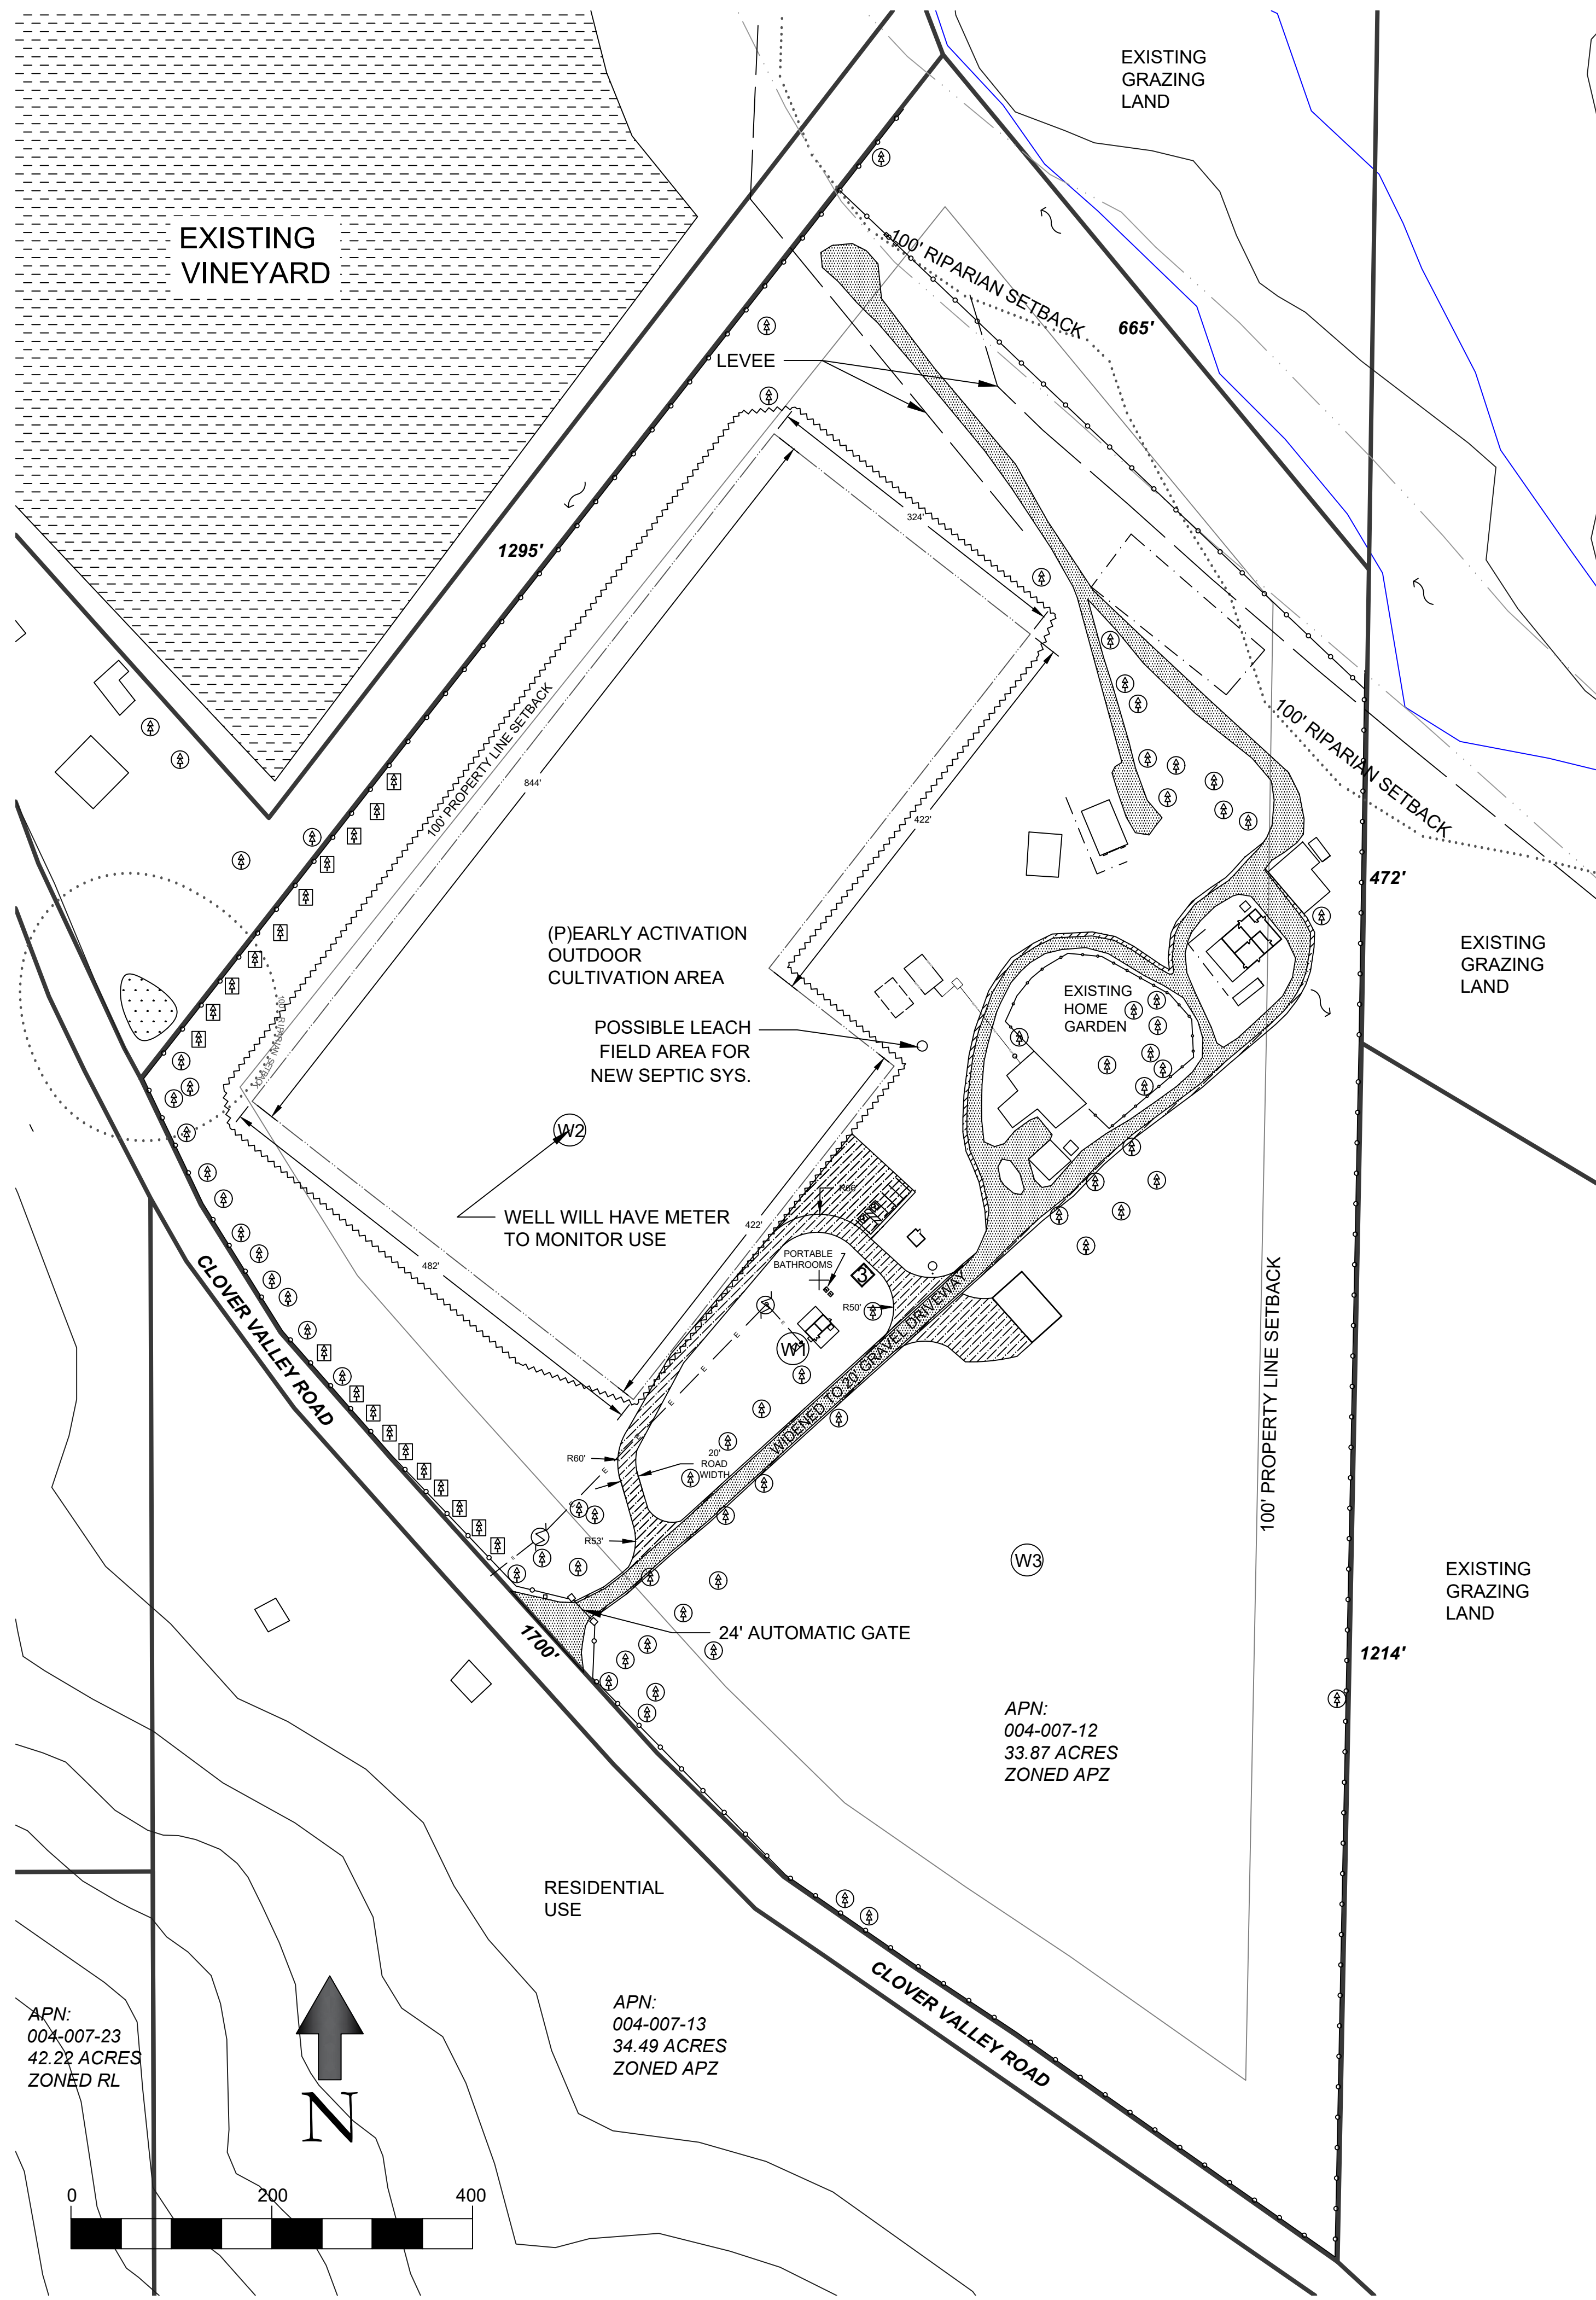 EXISTING
GRAZING
LAND
EXISTING
VINEYARD
100' RIPARIAN SETBACK
665'
LEVEE
324'
1295'
100' PROPERTY LINE SETBACK
844'
422'
100' RIPARIAN SETBACK
472'
(P)EARLY ACTIVATION
OUTDOOR
CULTIVATION AREA
EXISTING
GRAZING
LAND
EXISTING
HOME
GARDEN
POSSIBLE LEACH
FIELD AREA FOR
NEW SEPTIC SYS.
100' RIPARIAN SETBACK
W2
WELL WILL HAVE METER
TO MONITOR USE
422'
482'
PORTABLE
BATHROOMS
3
R50'
W1
E
E
E
E
CLOVER VALLEY ROAD
WIDENED TO 20' GRAVEL DRIVEWAY
100' PROPERTY LINE SETBACK
R60'
20'
ROAD
WIDTH
R53'
W3
EXISTING
GRAZING
LAND
24' AUTOMATIC GATE
1700'
1214'
APN:
004-007-12
33.87 ACRES
ZONED APZ
RESIDENTIAL
USE
CLOVER VALLEY ROAD
APN:
004-007-23
42.22 ACRES
ZONED RL
APN:
004-007-13
34.49 ACRES
ZONED APZ
N
0 200 400